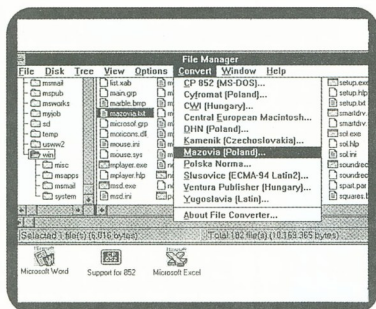 File Manager
File Disk Tree View Options Convert Window Help
msmail
mspub
msworks
myjob
sd
temp
usww2
win
misc
msapps
msmail
system
list.xab
main.grp
marble.bmp
mazovia.txt
microsof.grp
moricons.dll
mouse.ini
mouse.sys
mplayer.exe
mplayer.hlp
msd.exe
msd.ini
CP 852 (MS-DOS)...
Cyfromat (Poland)...
CWI (Hungary)...
Central European Macintosh...
DHN (Poland)...
Kamenik (Czechoslovakia)...
Mazovia (Poland)...
Polska Norma...
Slusovice (ECMA-94 Latin2)...
Ventura Publisher (Hungary)...
Yugoslavia (Latin)...
About File Converter...
setup.exe
setup.hlp
setup.txt
smartdrv.
smartdrv.
sol.exe
sol.hlp
sol.ini
soundrec
soundrec
spart.par
squares.b
Selected 1 file(s) (6,016 bytes)
Total 182 file(s) (10,169,365 bytes)
Microsoft Word
Support for 852
Microsoft Excel